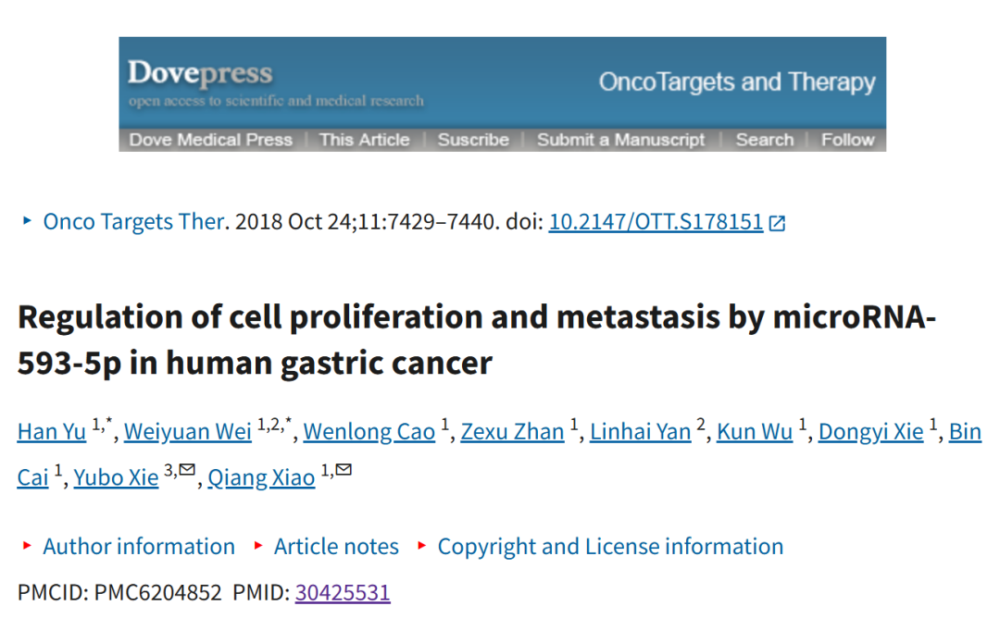 Dovepress
open access to scientific and medical research
OncoTargets and Therapy
Dove Medical Press | This Article | Suscribe | Submit a Manuscript | Search | Follow
Onco Targets Ther. 2018 Oct 24;11:7429–7440. doi: 10.2147/OTT.S178151
Regulation of cell proliferation and metastasis by microRNA-
593-5p in human gastric cancer
Han Yu 1,*, Weiyuan Wei 1,2,*, Wenlong Cao 1, Zexu Zhan 1, Linhai Yan 2, Kun Wu 1, Dongyi Xie 1, Bin
Cai 1, Yubo Xie 3,✉, Qiang Xiao 1,✉
Author information Article notes Copyright and License information
PMCID: PMC6204852 PMID: 30425531